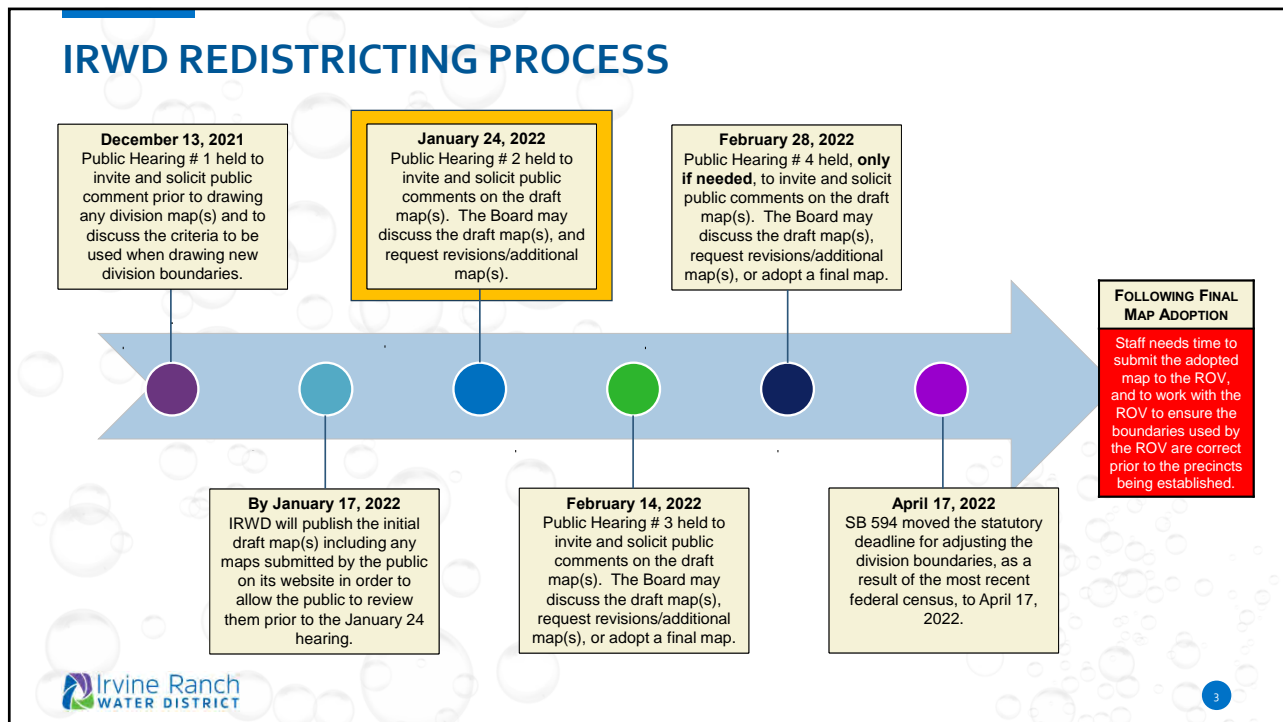 IRWD REDISTRICTING PROCESS
December 13, 2021
Public Hearing # 1 held to
invite and solicit public
comment prior to drawing
any division map(s) and to
discuss the criteria to be
used when drawing new
division boundaries.
January 24, 2022
Public Hearing # 2 held to
invite and solicit public
comments on the draft
map(s). The Board may
discuss the draft map(s), and
request revisions/additional
map(s).
February 28, 2022
Public Hearing # 4 held, only
if needed, to invite and solicit
public comments on the draft
map(s). The Board may
discuss the draft map(s),
request revisions/additional
map(s), or adopt a final map.
FOLLOWING FINAL
MAP ADOPTION
Staff needs time to
submit the adopted
map to the ROV,
and to work with the
ROV to ensure the
boundaries used by
the ROV are correct
prior to the precincts
being established.
By January 17, 2022
IRWD will publish the initial
draft map(s) including any
maps submitted by the public
on its website in order to
allow the public to review
them prior to the January 24
hearing.
February 14, 2022
Public Hearing # 3 held to
invite and solicit public
comments on the draft
map(s). The Board may
discuss the draft map(s),
request revisions/additional
map(s), or adopt a final map.
April 17, 2022
SB 594 moved the statutory
deadline for adjusting the
division boundaries, as a
result of the most recent
federal census, to April 17,
2022.
Irvine Ranch
WATER DISTRICT
3